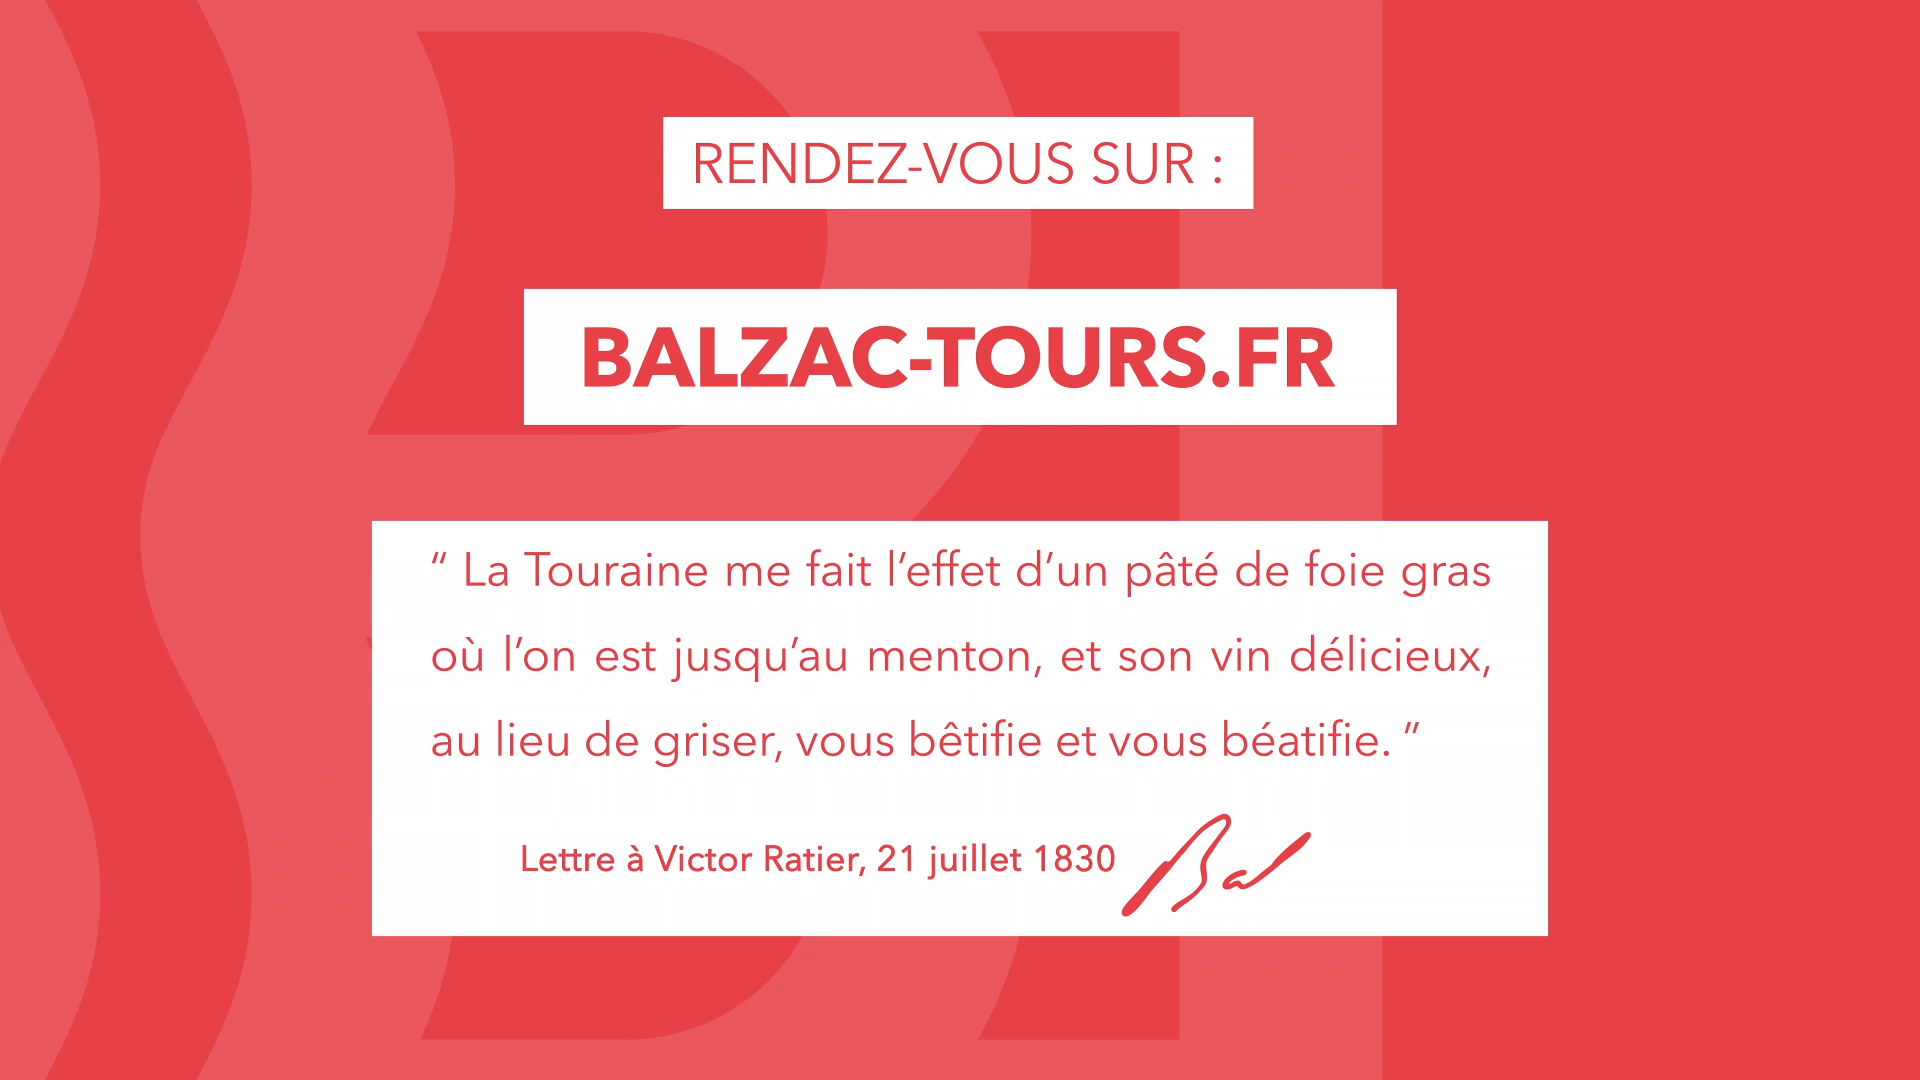 RENDEZ-VOUS SUR :
BALZAC-TOURS.FR
“ La Touraine me fait l’effet d’un pâté de foie gras
où l’on est jusqu’au menton, et son vin délicieux,
au lieu de griser, vous bêtifie et vous béatifie. ”
Lettre à Victor Ratier, 21 juillet 1830
Bal